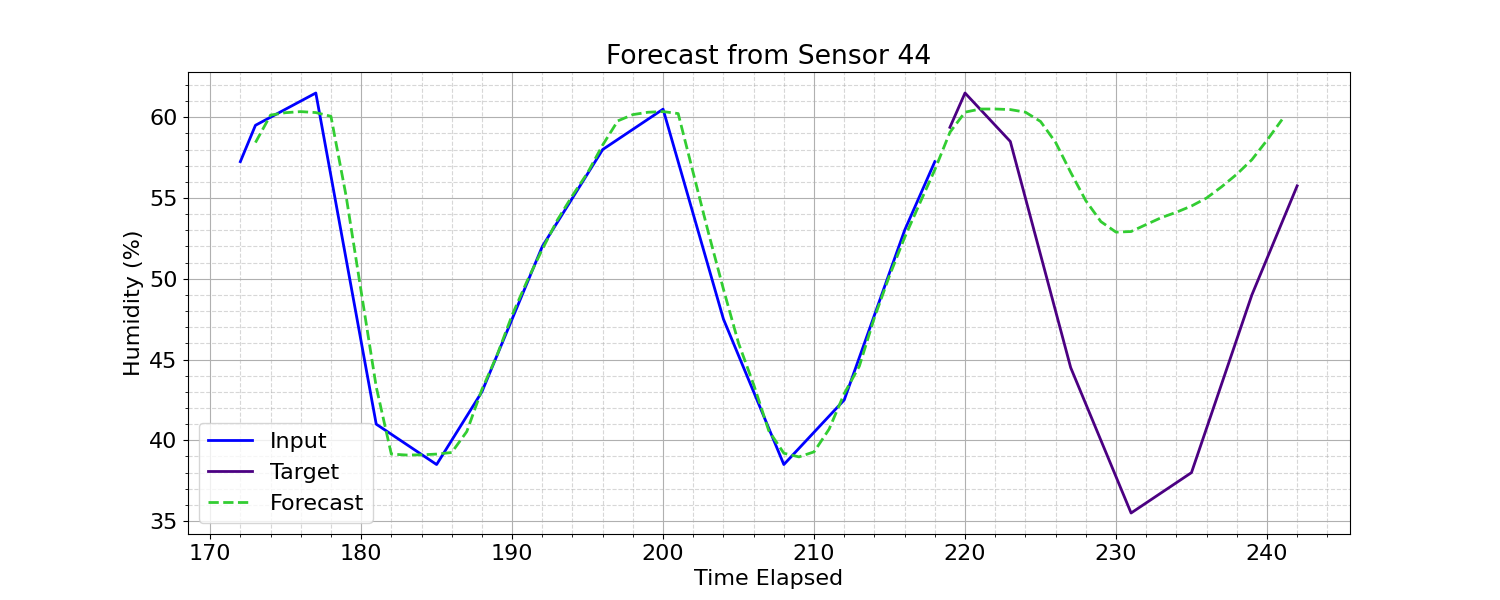 Forecast from Sensor 44
Humidity (%)
60
55
50
45
40
35
Input
Target
Forecast
170 180 190 200 210 220 230 240
Time Elapsed